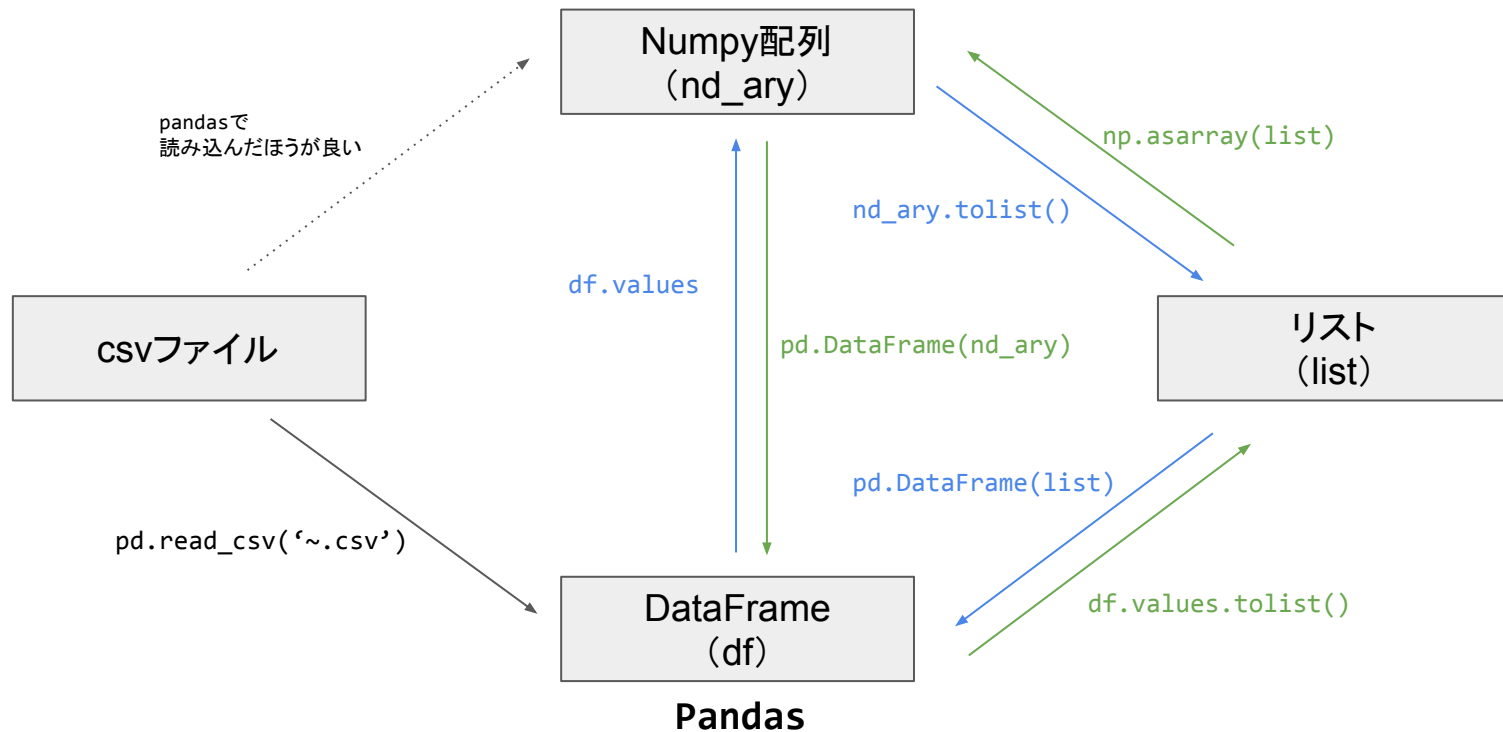 Numpy配列
（nd_ary）
pandasで
読み込んだほうが良い
np.asarray(list)
nd_ary.tolist()
df.values
csvファイル
pd.DataFrame(nd_ary)
リスト
（list）
pd.DataFrame(list)
pd.read_csv(‘~.csv’)
df.values.tolist()
DataFrame
（df）
Pandas